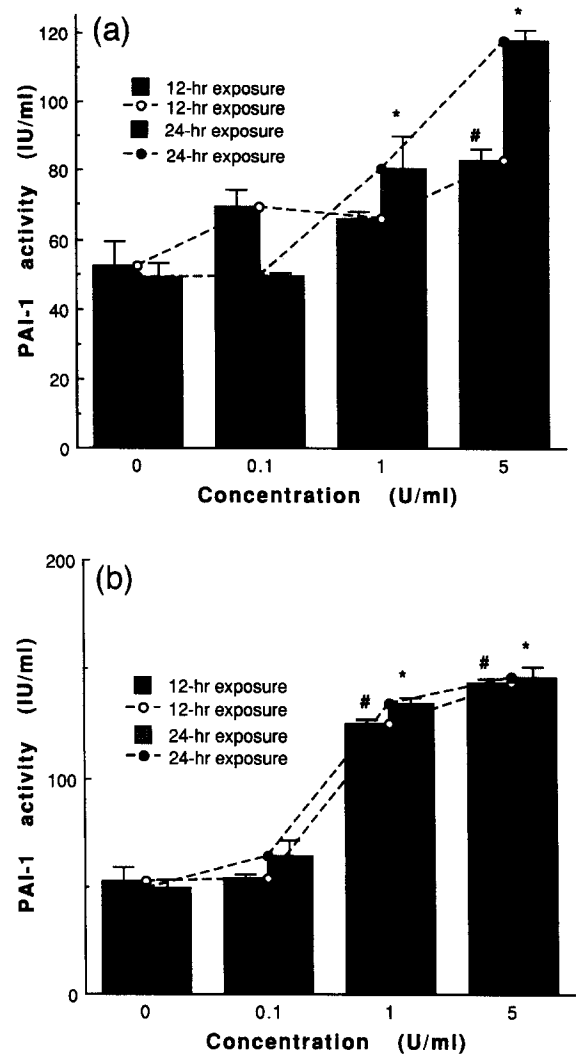 (a)
120
100
80
60
40
20
0
PAI-1 activity (IU/ml)
12-hr exposure
12-hr exposure
24-hr exposure
24-hr exposure
*
#
*
0 0.1 1 5
Concentration (U/ml)
(b)
200
100
0
PAI-1 activity (IU/ml)
12-hr exposure
12-hr exposure
24-hr exposure
24-hr exposure
# * # *
0 0.1 1 5
Concentration (U/ml)